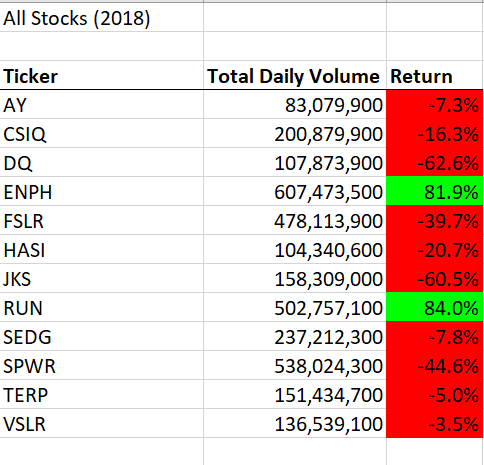 All Stocks (2018)
Ticker Total Daily Volume Return
AY 83,079,900 -7.3%
CSIQ 200,879,900 -16.3%
DQ 107,873,900 -62.6%
ENPH 607,473,500 81.9%
FSLR 478,113,900 -39.7%
HASI 104,340,600 -20.7%
JKS 158,309,000 -60.5%
RUN 502,757,100 84.0%
SEDG 237,212,300 -7.8%
SPWR 538,024,300 -44.6%
TERP 151,434,700 -5.0%
VSLR 136,539,100 -3.5%